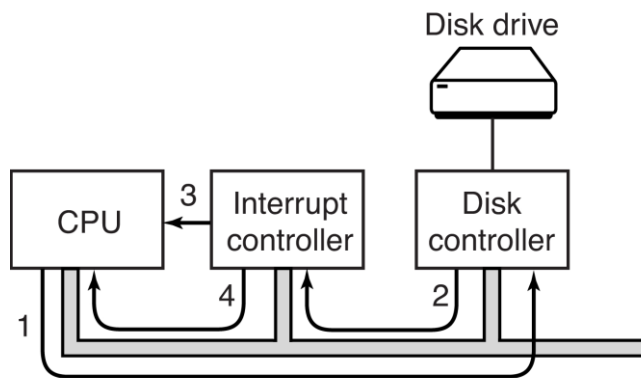 Disk drive
CPU
3
Interrupt
controller
Disk
controller
1
4
2